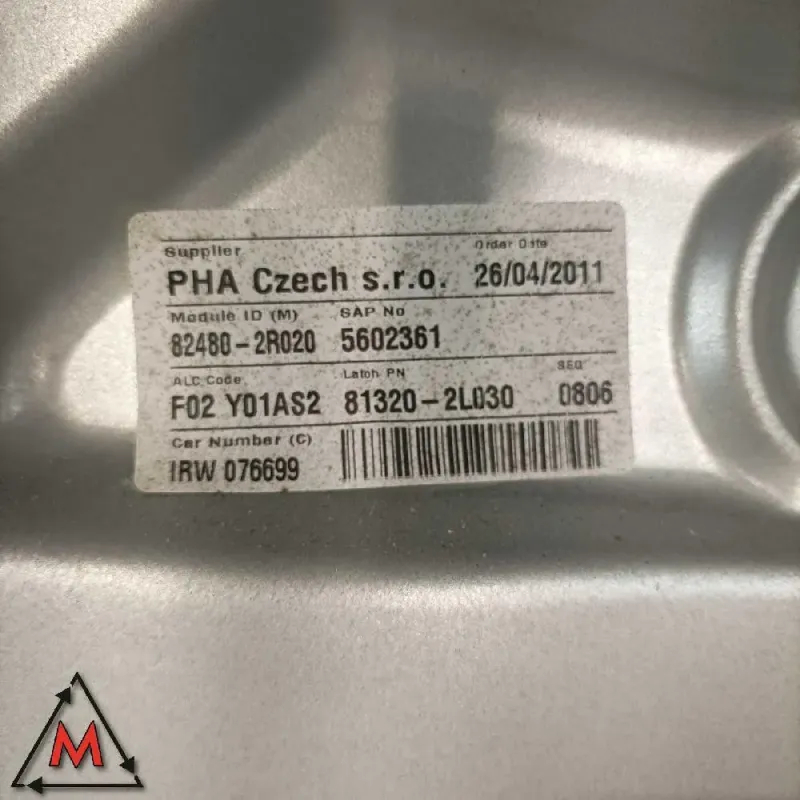 Supplier Order Date
PHA Czech s.r.o. 26/04/2011
Module ID (M) SAP No
82480-2R020 5602361
ALC Code Latch PN SEQ
F02 Y01AS2 81320-2L030 0806
Car Number (C)
IRW 076699
M